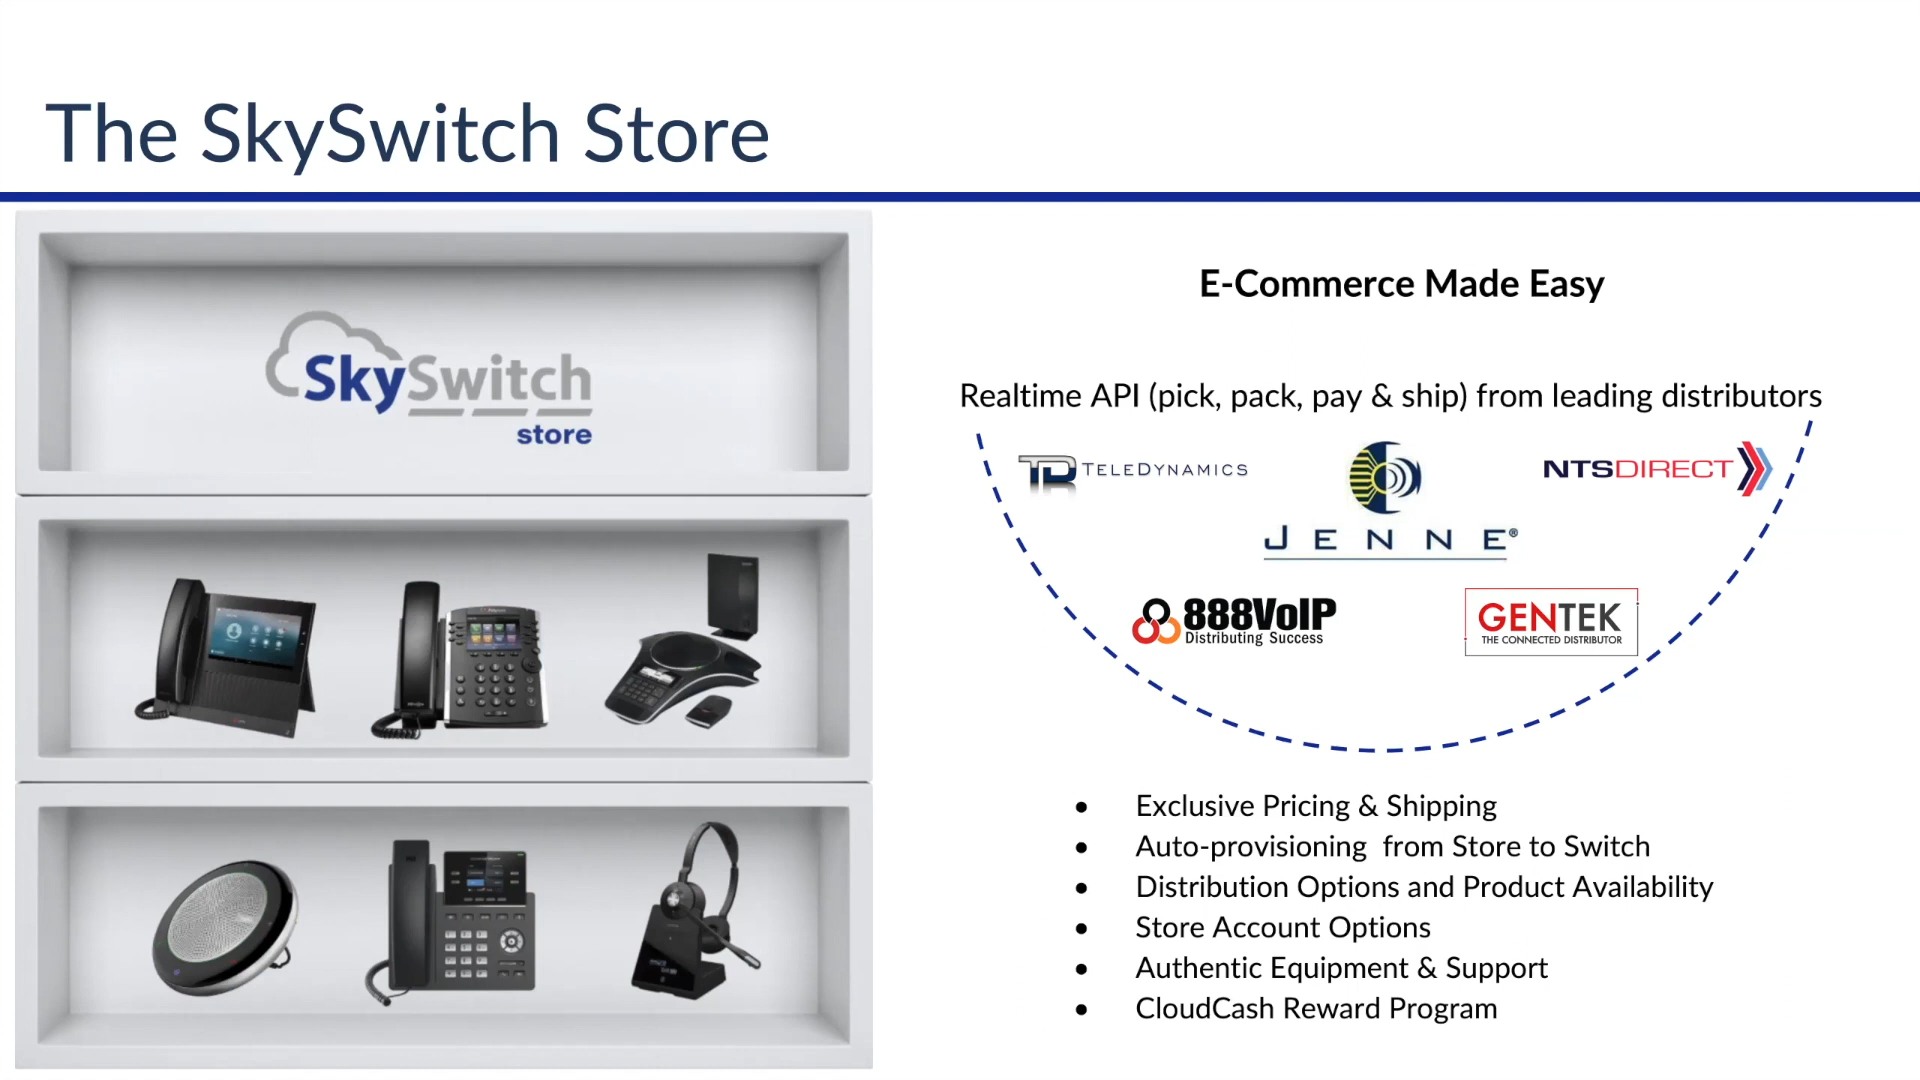 The SkySwitch Store
SkySwitch
store
E-Commerce Made Easy
Realtime API (pick, pack, pay & ship) from leading distributors
TD TELEDYNAMICS
NTSDIRECT
JENNE®
888VoIP
Distributing Success
GENTEK
THE CONNECTED DISTRIBUTOR
• Exclusive Pricing & Shipping
• Auto-provisioning from Store to Switch
• Distribution Options and Product Availability
• Store Account Options
• Authentic Equipment & Support
• CloudCash Reward Program